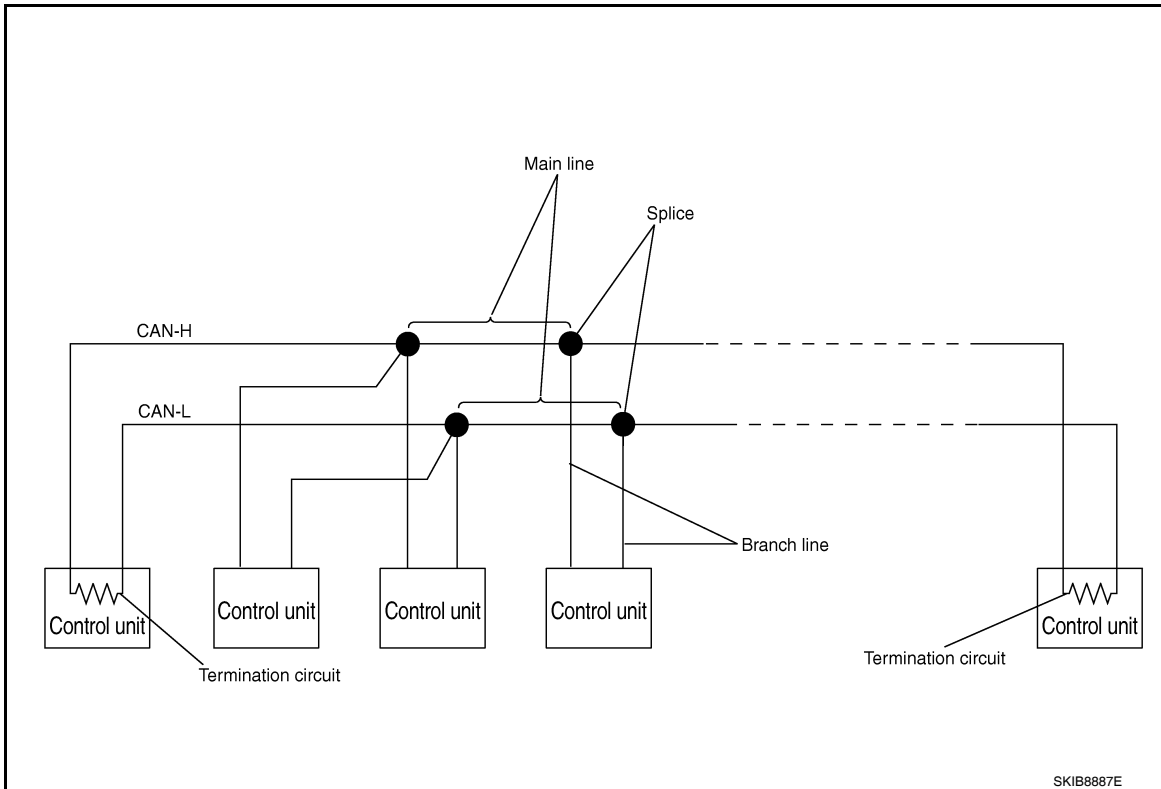 Main line
Splice
CAN-H
CAN-L
Branch line
Control unit
Control unit
Control unit
Control unit
Control unit
Termination circuit
Termination circuit
SKIB8887E